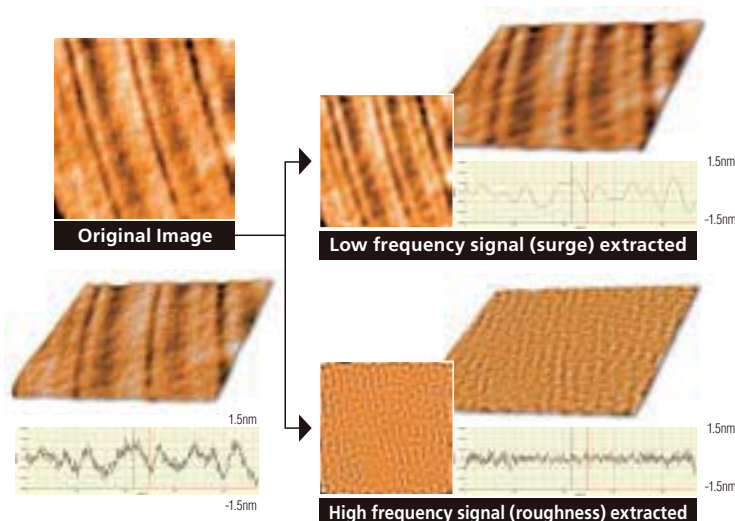 Original Image
1.5nm
-1.5nm
Low frequency signal (surge) extracted
1.5nm
-1.5nm
1.5nm
-1.5nm
High frequency signal (roughness) extracted